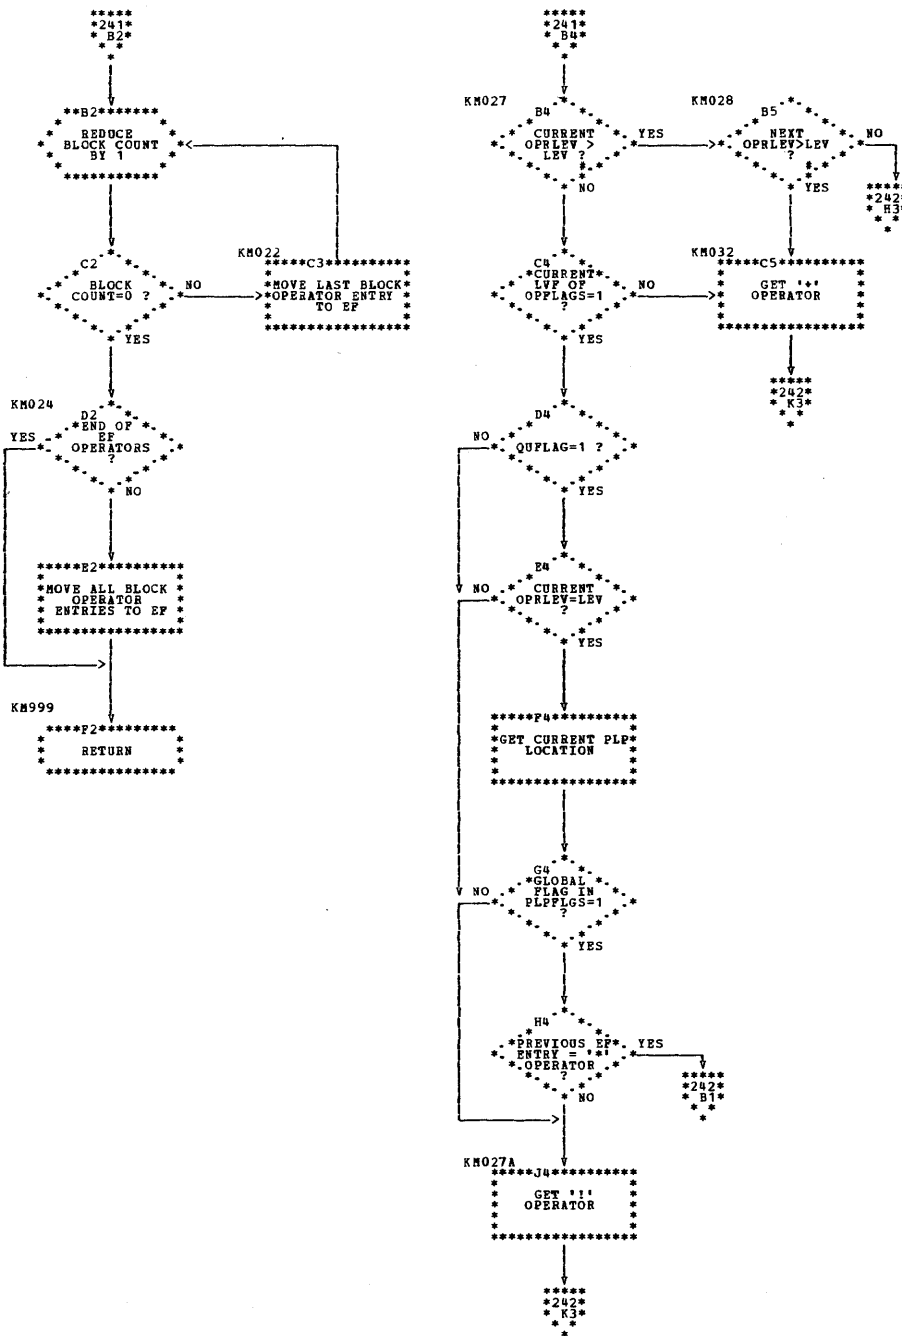 241
B2
B2
REDUCE
BLOCK COUNT
BY 1
C2
BLOCK
COUNT=0 ?
NO
YES
KM022
C3
MOVE LAST BLOCK
OPERATOR ENTRY
TO EF
KM024
D2
END OF
EF
OPERATORS
?
YES
NO
E2
MOVE ALL BLOCK
OPERATOR
ENTRIES TO EF
KM999
F2
RETURN
241
B4
KM027
B4
CURRENT
OPRLEV >
LEV ?
YES
NO
KM028
B5
NEXT
OPRLEV>LEV
?
NO
YES
242
H3
C4
CURRENT
LVF OF
OPFLAGS=1
?
NO
YES
KM032
C5
GET '+'
OPERATOR
242
K3
D4
QUFLAG=1 ?
NO
YES
E4
CURRENT
OPRLEV=LEV
?
NO
YES
F4
GET CURRENT PLP
LOCATION
G4
GLOBAL
FLAG IN
PLPFLGS=1
?
NO
YES
H4
PREVIOUS EF
ENTRY = '*'
OPERATOR
?
YES
NO
242
B1
KM027A
J4
GET '!'
OPERATOR
242
K3